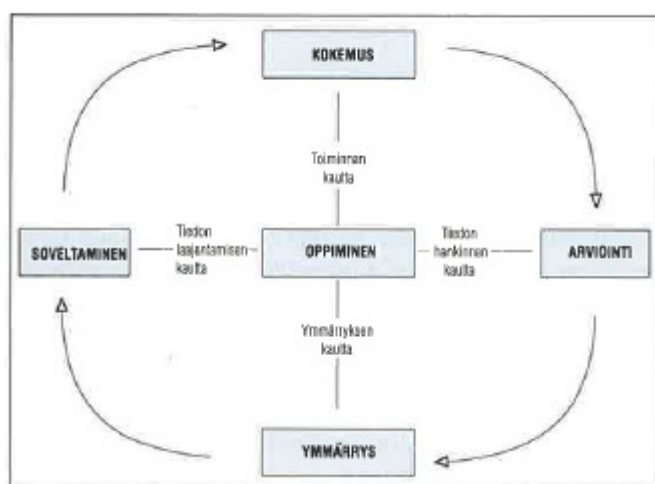 KOKEMUS
Toiminnan
kautta
SOVELTAMINEN
Tiedon
laajentamisen
kautta
OPPIMINEN
Tiedon
hankinnan
kautta
ARVIOINTI
Ymmärryksen
kautta
YMMÄRRYS